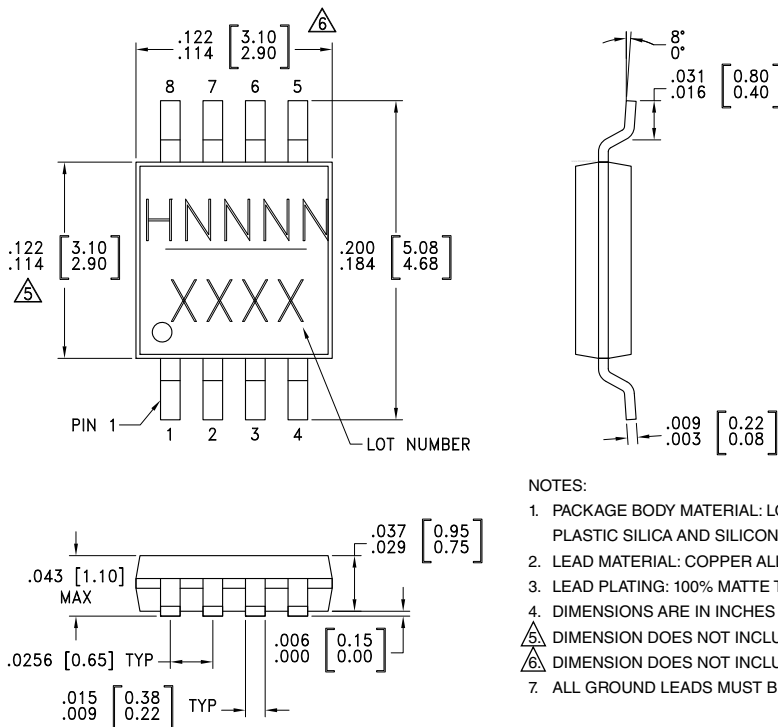 .122 [3.10]
.114 [2.90]
6
8 7 6 5
HNNNN
XXXX
.122 [3.10]
.114 [2.90]
5
.200 [5.08]
.184 [4.68]
PIN 1
1 2 3 4
LOT NUMBER
8°
0°
.031 [0.80]
.016 [0.40]
.009 [0.22]
.003 [0.08]
.043 [1.10]
MAX
.037 [0.95]
.029 [0.75]
.0256 [0.65] TYP
.006 [0.15]
.000 [0.00]
.015 [0.38]
.009 [0.22]
TYP
NOTES:
1. PACKAGE BODY MATERIAL: LO
PLASTIC SILICA AND SILICON
2. LEAD MATERIAL: COPPER ALL
3. LEAD PLATING: 100% MATTE T
4. DIMENSIONS ARE IN INCHES
5. DIMENSION DOES NOT INCLU
6. DIMENSION DOES NOT INCLU
7. ALL GROUND LEADS MUST B